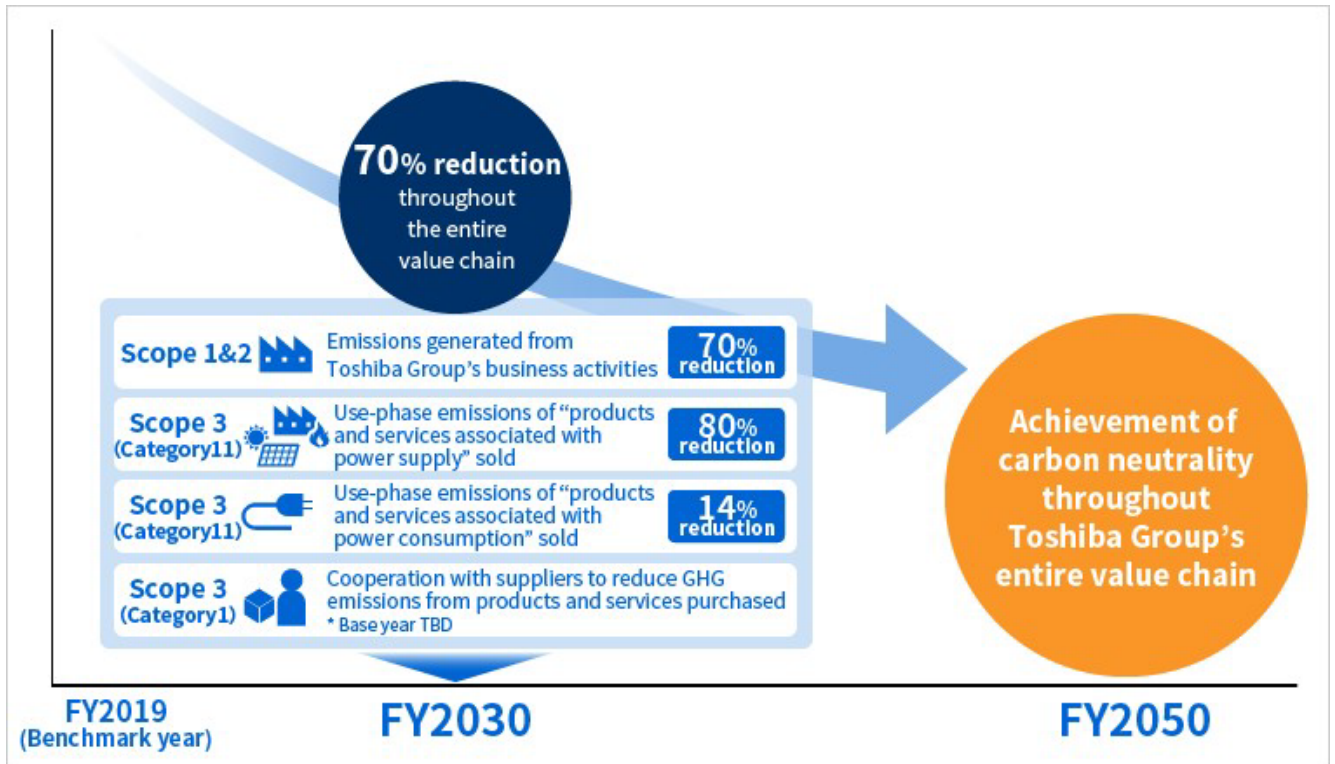 70% reduction
throughout
the entire
value chain
Scope 1&2
Emissions generated from
Toshiba Group's business activities
70%
reduction
Scope 3
(Category11)
Use-phase emissions of “products
and services associated with
power supply” sold
80%
reduction
Scope 3
(Category11)
Use-phase emissions of “products
and services associated with
power consumption” sold
14%
reduction
Scope 3
(Category1)
Cooperation with suppliers to reduce GHG
emissions from products and services purchased
* Base year TBD
Achievement of
carbon neutrality
throughout
Toshiba Group's
entire value chain
FY2019
(Benchmark year)
FY2030
FY2050